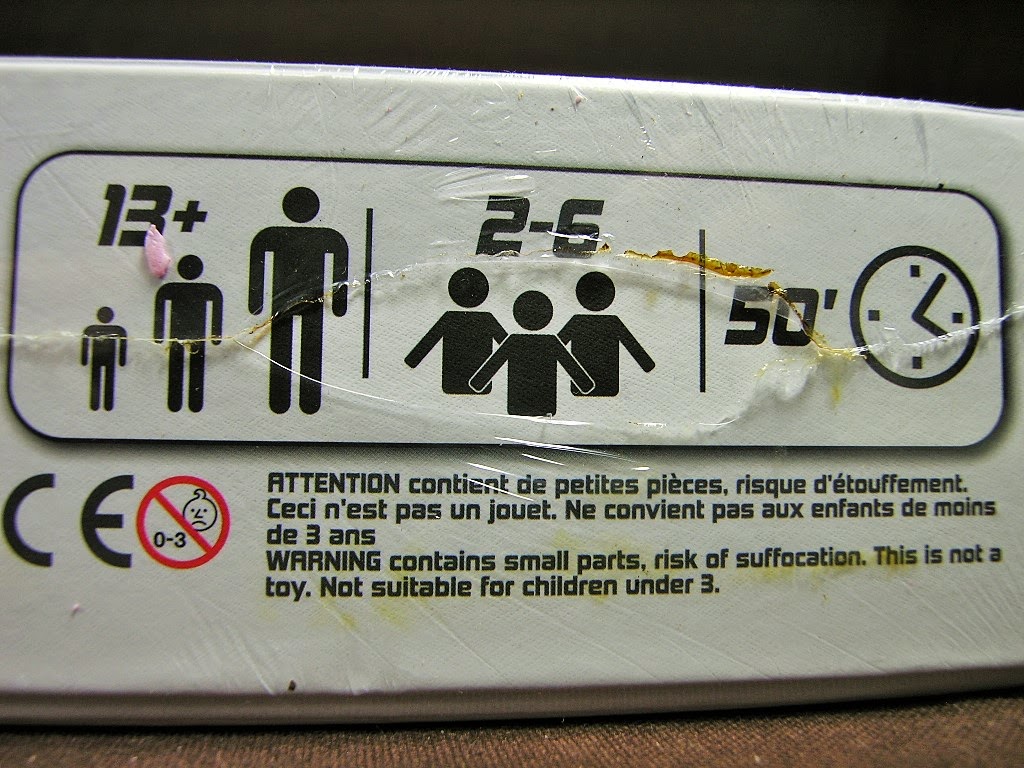 13+
2-6
50'
CE
0-3
ATTENTION contient de petites pièces, risque d'étouffement.
Ceci n'est pas un jouet. Ne convient pas aux enfants de moins
de 3 ans
WARNING contains small parts, risk of suffocation. This is not a
toy. Not suitable for children under 3.